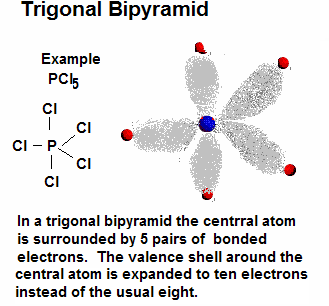 Trigonal Bipyramid
Example
PCl5
Cl
Cl
Cl – P
Cl
Cl
In a trigonal bipyramid the centrral atom
is surrounded by 5 pairs of bonded
electrons. The valence shell around the
central atom is expanded to ten electrons
instead of the usual eight.